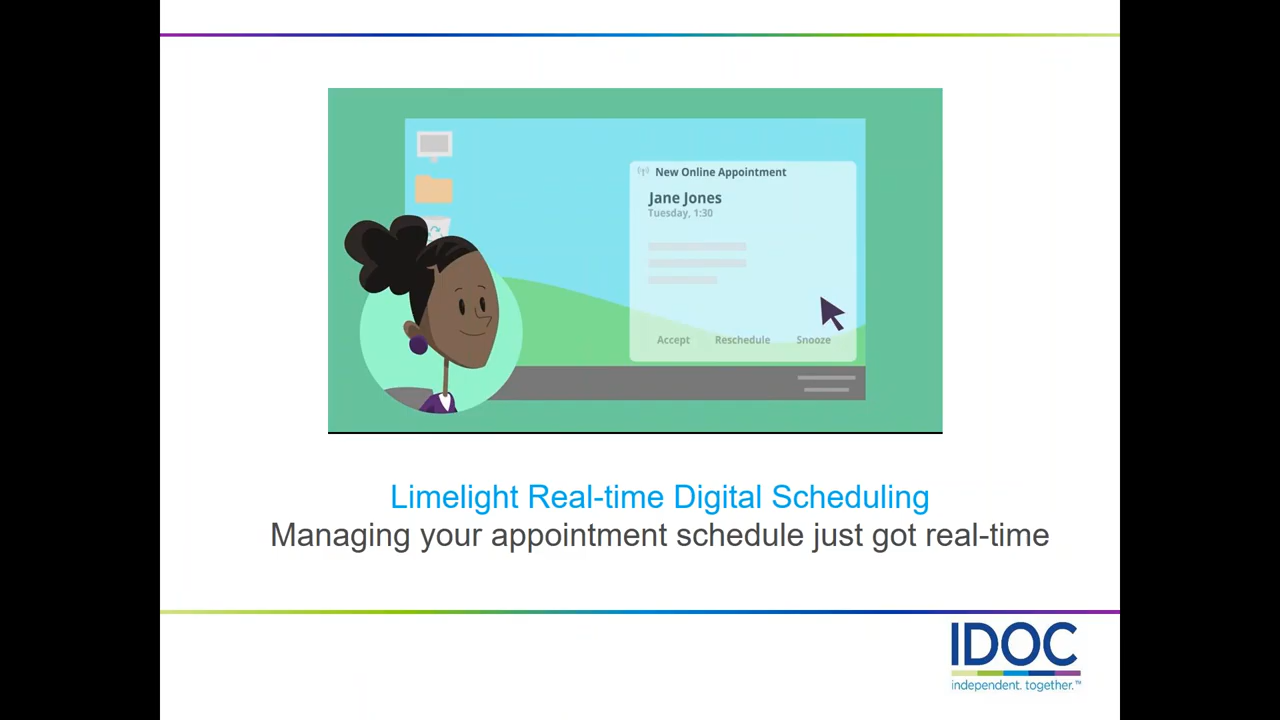 New Online Appointment
Jane Jones
Tuesday, 1:30
Accept Reschedule Snooze
Limelight Real-time Digital Scheduling
Managing your appointment schedule just got real-time
IDOC
independent. together.™